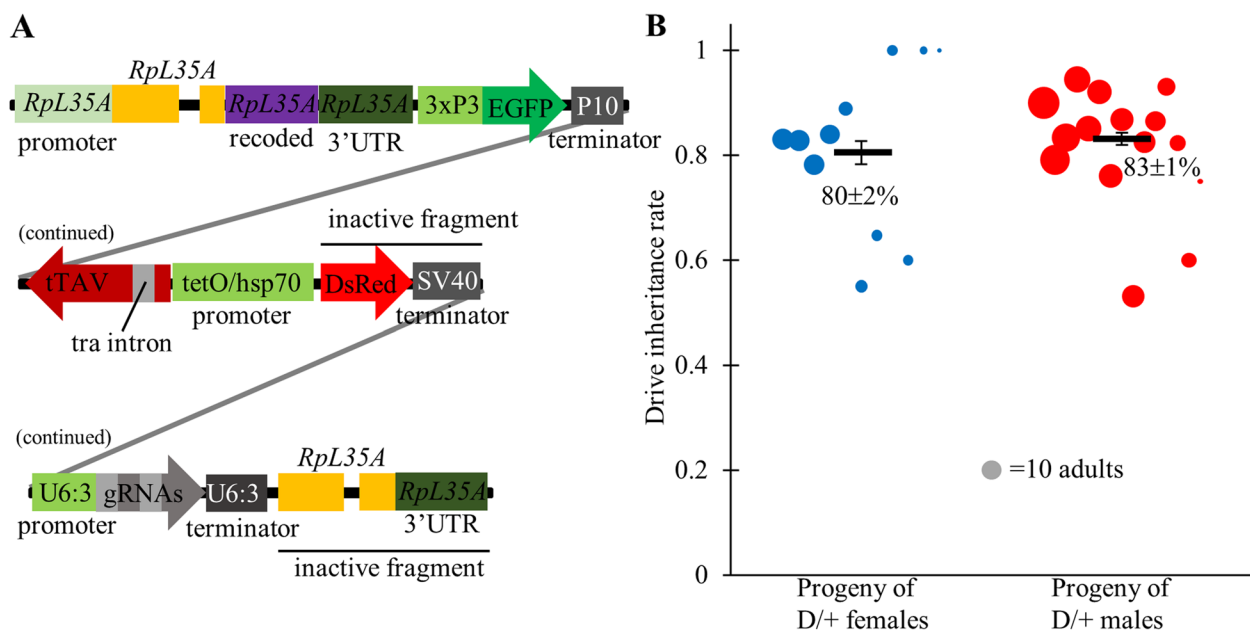 A
RpL35A
RpL35A RpL35A RpL35A 3xP3 EGFP P10
promoter recoded 3’UTR terminator
(continued)
inactive fragment
tTAV tetO/hsp70 DsRed SV40
promoter terminator
tra intron
(continued)
RpL35A
U6:3 gRNAs U6:3 RpL35A
promoter terminator 3’UTR
inactive fragment
B
Drive inheritance rate
1
0.8
0.6
0.4
0.2
0
80±2%
83±1%
=10 adults
Progeny of
D/+ females
Progeny of
D/+ males